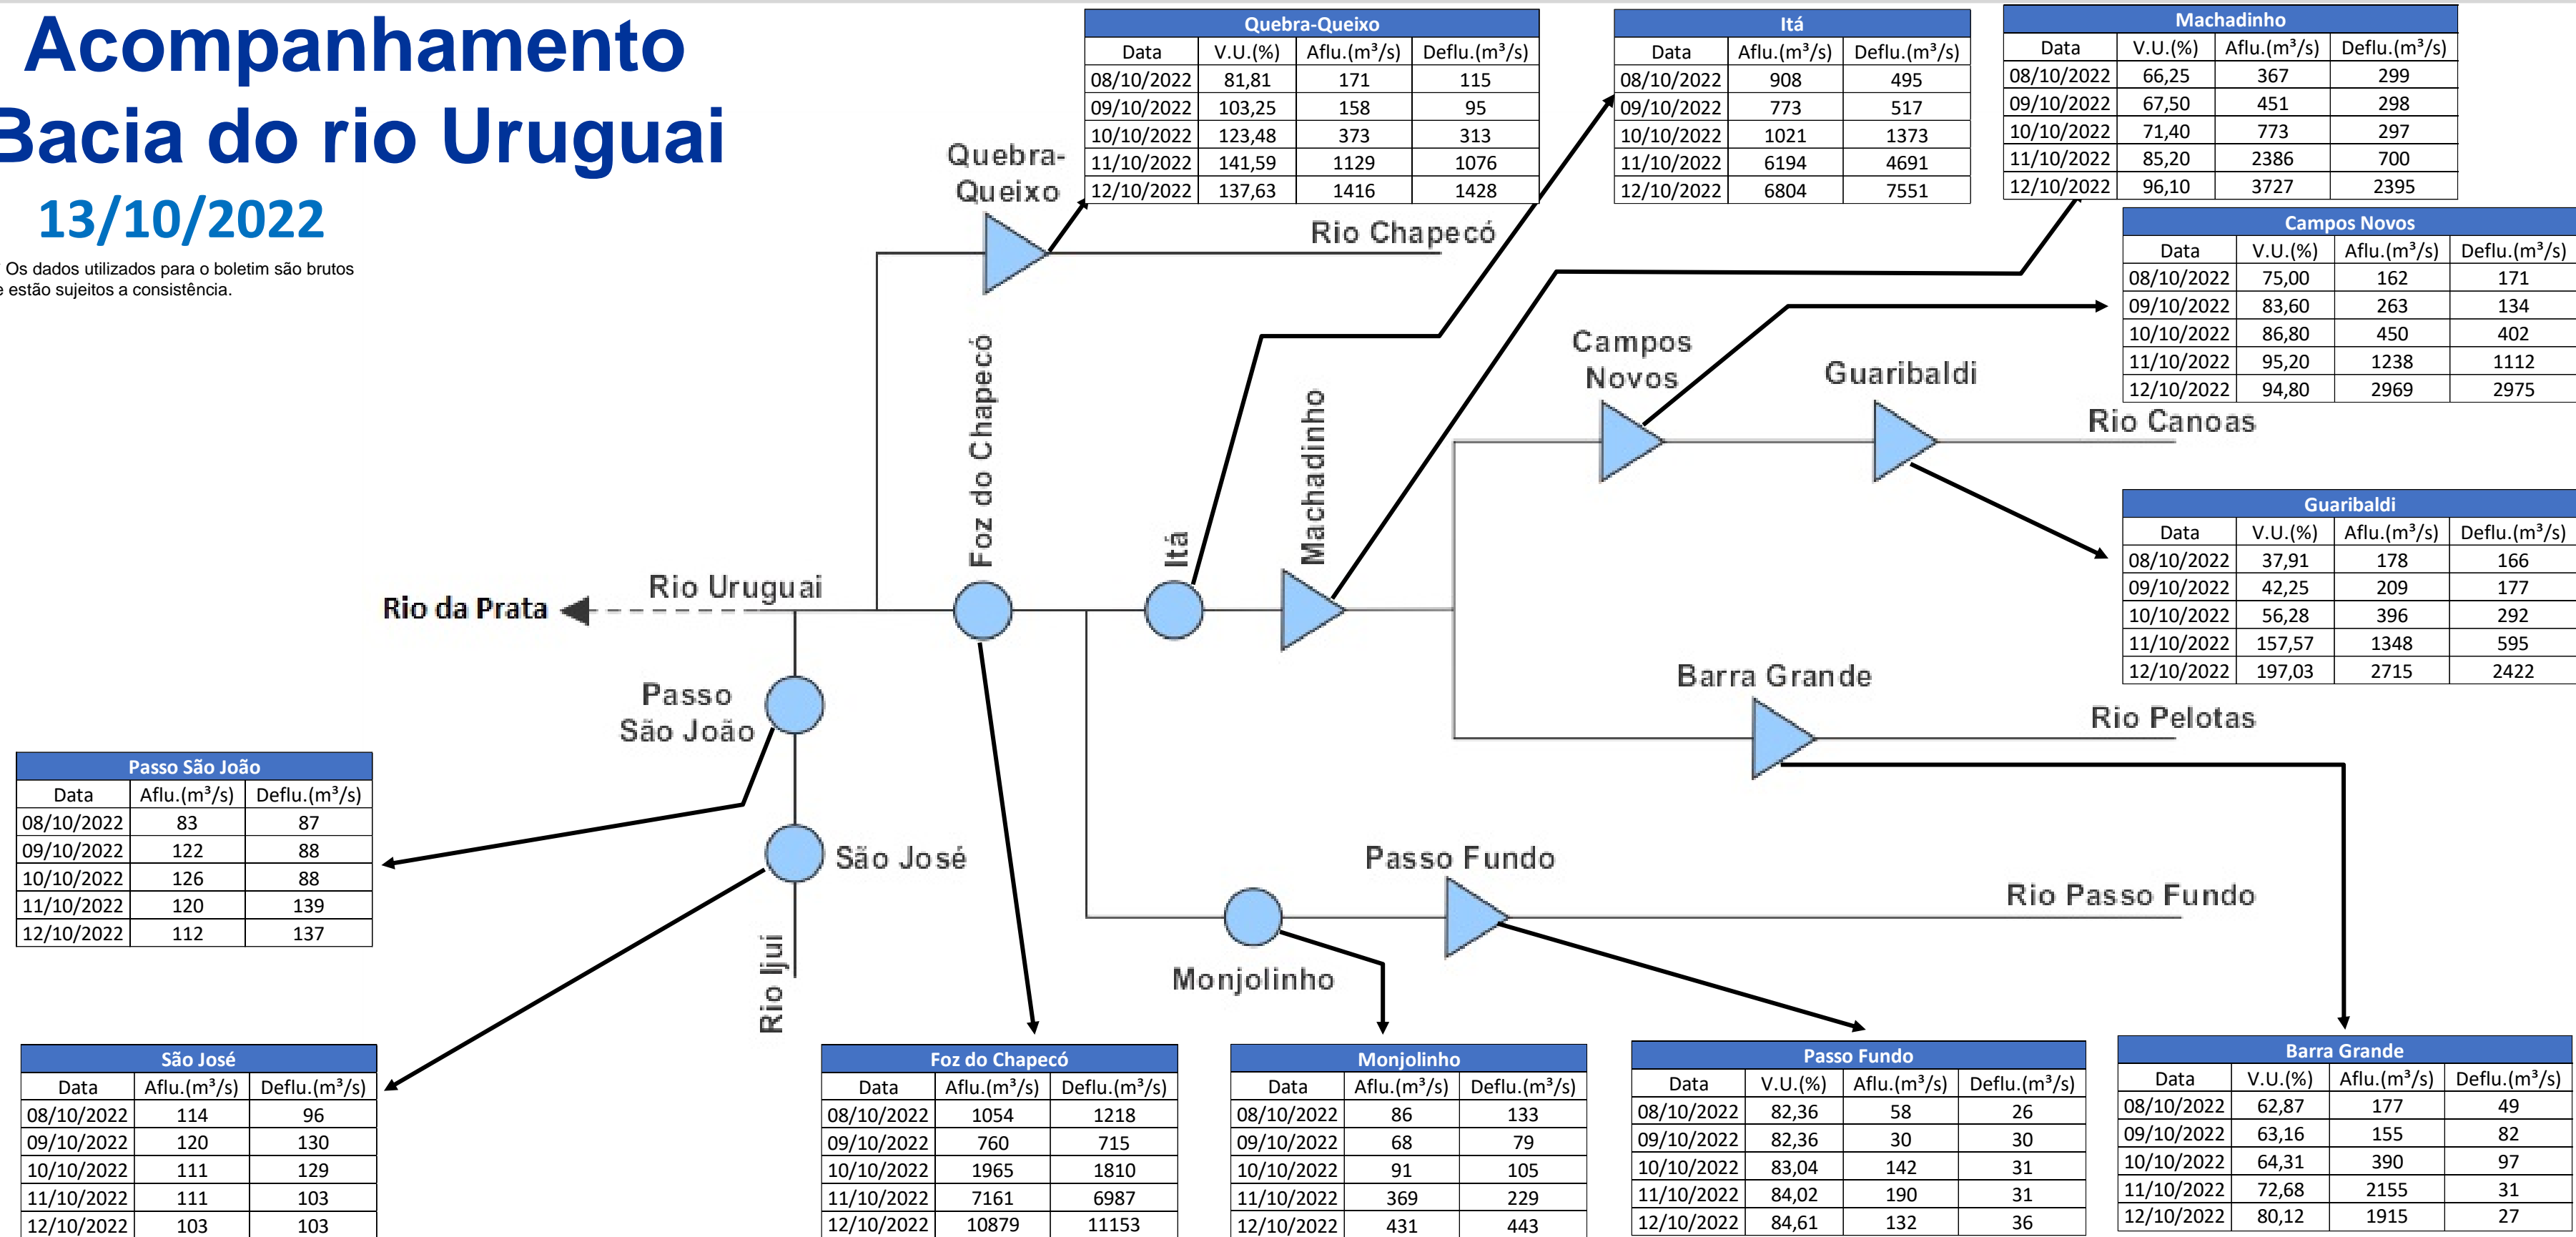 Acompanhamento
Bacia do rio Uruguai
13/10/2022
Os dados utilizados para o boletim são brutos
e estão sujeitos a consistência.
Quebra-Queixo
Data V.U.(%) Aflu.(m³/s) Deflu.(m³/s)
08/10/2022 81,81 171 115
09/10/2022 103,25 158 95
10/10/2022 123,48 373 313
11/10/2022 141,59 1129 1076
12/10/2022 137,63 1416 1428
Itá
Data Aflu.(m³/s) Deflu.(m³/s)
08/10/2022 908 495
09/10/2022 773 517
10/10/2022 1021 1373
11/10/2022 6194 4691
12/10/2022 6804 7551
Machadinho
Data V.U.(%) Aflu.(m³/s) Deflu.(m³/s)
08/10/2022 66,25 367 299
09/10/2022 67,50 451 298
10/10/2022 71,40 773 297
11/10/2022 85,20 2386 700
12/10/2022 96,10 3727 2395
Campos Novos
Data V.U.(%) Aflu.(m³/s) Deflu.(m³/s)
08/10/2022 75,00 162 171
09/10/2022 83,60 263 134
10/10/2022 86,80 450 402
11/10/2022 95,20 1238 1112
12/10/2022 94,80 2969 2975
Quebra-
Queixo
Rio Chapecó
Foz do Chapecó
Itá
Machadinho
Campos
Novos
Guaribaldi
Rio Canoas
Guaribaldi
Data V.U.(%) Aflu.(m³/s) Deflu.(m³/s)
08/10/2022 37,91 178 166
09/10/2022 42,25 209 177
10/10/2022 56,28 396 292
11/10/2022 157,57 1348 595
12/10/2022 197,03 2715 2422
Rio da Prata
Rio Uruguai
Passo
São João
Barra Grande
Rio Pelotas
São José
Rio Ijuí
Passo Fundo
Rio Passo Fundo
Monjolinho
Passo São João
Data Aflu.(m³/s) Deflu.(m³/s)
08/10/2022 83 87
09/10/2022 122 88
10/10/2022 126 88
11/10/2022 120 139
12/10/2022 112 137
São José
Data Aflu.(m³/s) Deflu.(m³/s)
08/10/2022 114 96
09/10/2022 120 130
10/10/2022 111 129
11/10/2022 111 103
12/10/2022 103 103
Foz do Chapecó
Data Aflu.(m³/s) Deflu.(m³/s)
08/10/2022 1054 1218
09/10/2022 760 715
10/10/2022 1965 1810
11/10/2022 7161 6987
12/10/2022 10879 11153
Monjolinho
Data Aflu.(m³/s) Deflu.(m³/s)
08/10/2022 86 133
09/10/2022 68 79
10/10/2022 91 105
11/10/2022 369 229
12/10/2022 431 443
Passo Fundo
Data V.U.(%) Aflu.(m³/s) Deflu.(m³/s)
08/10/2022 82,36 58 26
09/10/2022 82,36 30 30
10/10/2022 83,04 142 31
11/10/2022 84,02 190 31
12/10/2022 84,61 132 36
Barra Grande
Data V.U.(%) Aflu.(m³/s) Deflu.(m³/s)
08/10/2022 62,87 177 49
09/10/2022 63,16 155 82
10/10/2022 64,31 390 97
11/10/2022 72,68 2155 31
12/10/2022 80,12 1915 27